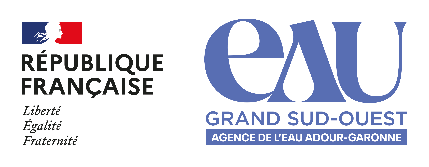 RÉPUBLIQUE
FRANÇAISE
Liberté
Égalité
Fraternité
eau
GRAND SUD-OUEST
AGENCE DE L'EAU ADOUR-GARONNE